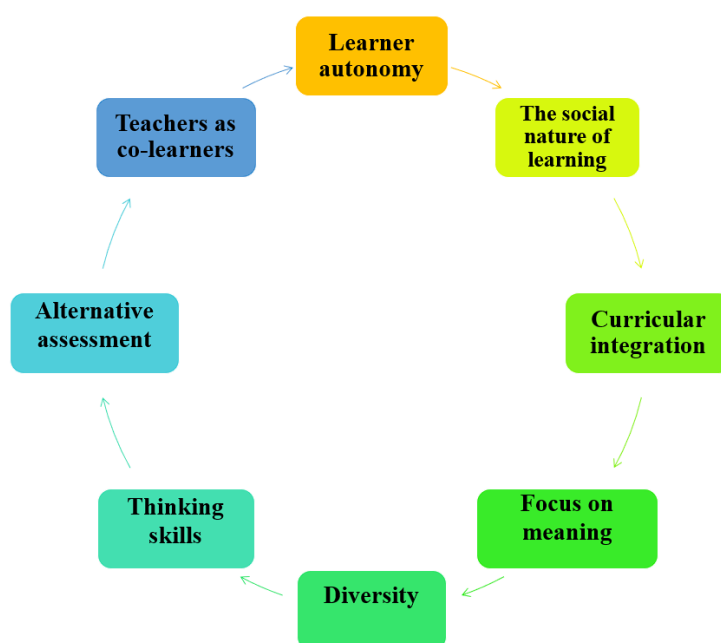 Learner
autonomy
The social
nature of
learning
Curricular
integration
Focus on
meaning
Diversity
Thinking
skills
Alternative
assessment
Teachers as
co-learners